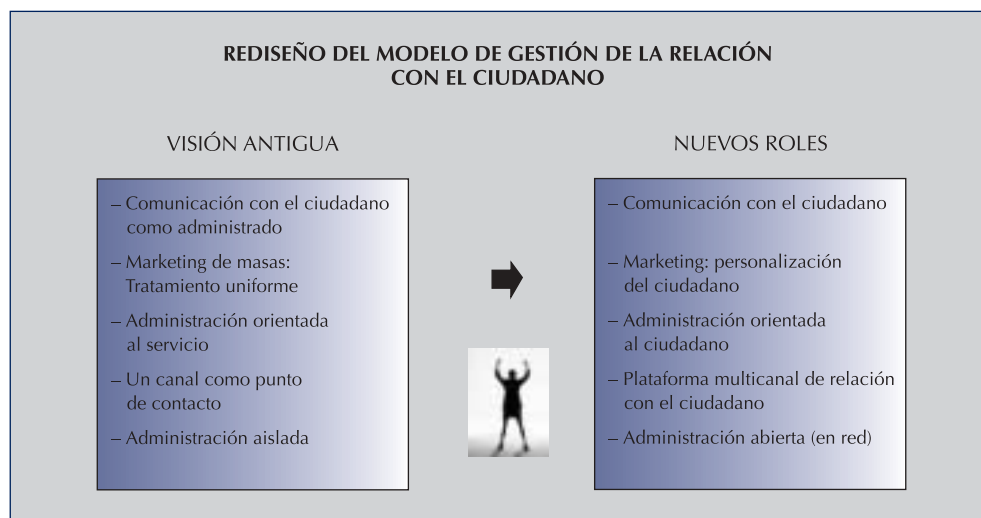 REDISEÑO DEL MODELO DE GESTIÓN DE LA RELACIÓN
CON EL CIUDADANO
VISIÓN ANTIGUA
– Comunicación con el ciudadano
como administrado
– Marketing de masas:
Tratamiento uniforme
– Administración orientada
al servicio
– Un canal como punto
de contacto
– Administración aislada
NUEVOS ROLES
– Comunicación con el ciudadano
– Marketing: personalización
del ciudadano
– Administración orientada
al ciudadano
– Plataforma multicanal de relación
con el ciudadano
– Administración abierta (en red)